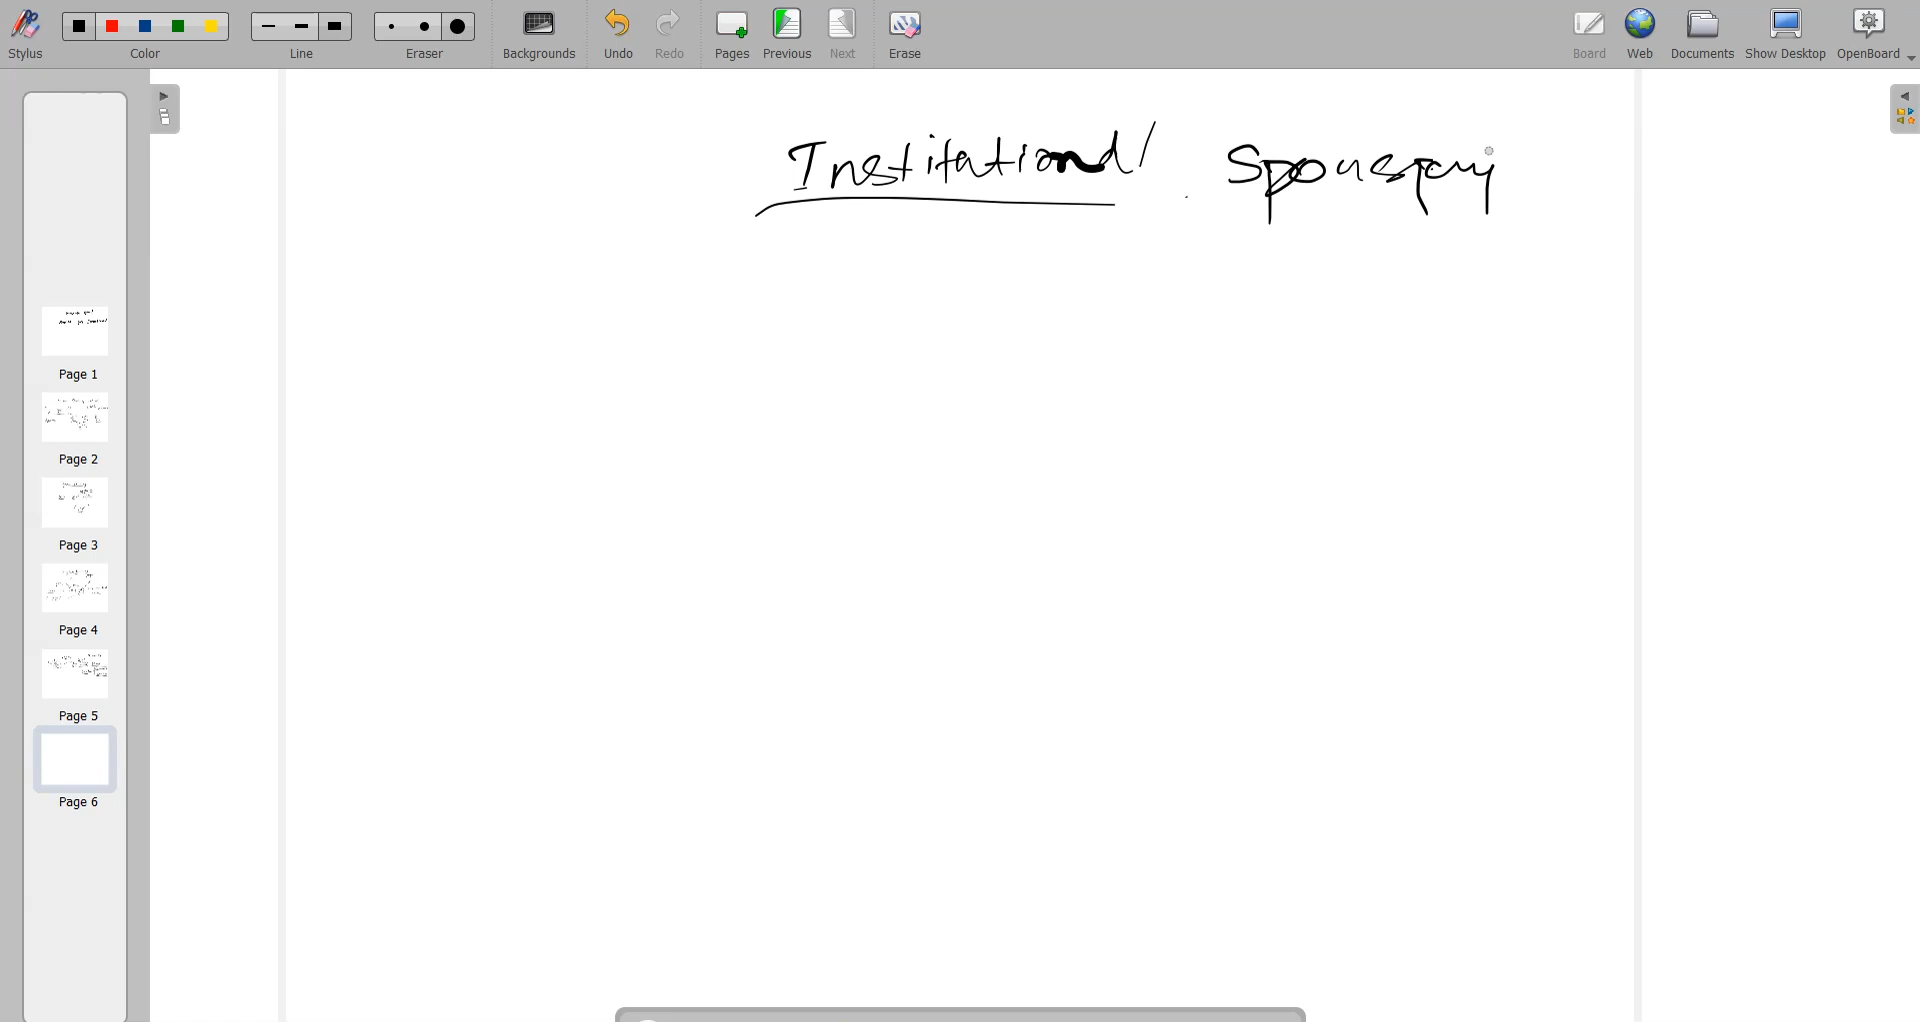 Stylus
Color
Line
Eraser
Backgrounds
Undo
Redo
Pages
Previous
Next
Erase
Board
Web
Documents
Show Desktop
OpenBoard
Institutional
Page 1
Page 2
Page 3
Page 4
Page 5
Page 6